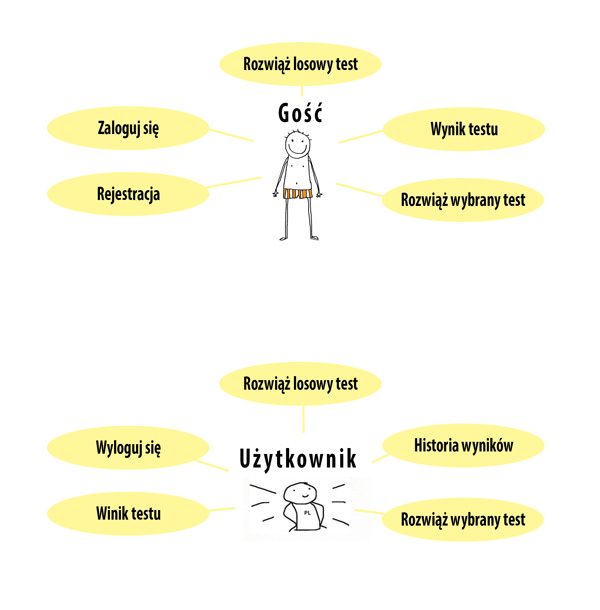 Rozwiąż losowy test
Gość
Zaloguj się
Wynik testu
Rejestracja
Rozwiąż wybrany test
Rozwiąż losowy test
Użytkownik
Wyloguj się
Historia wyników
Winik testu
PL
Rozwiąż wybrany test